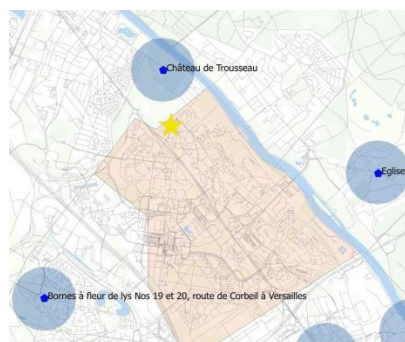 Château de Trousseau
Eglise
Bornes à fleur de lys Nos 19 et 20, route de Corbeil à Versailles